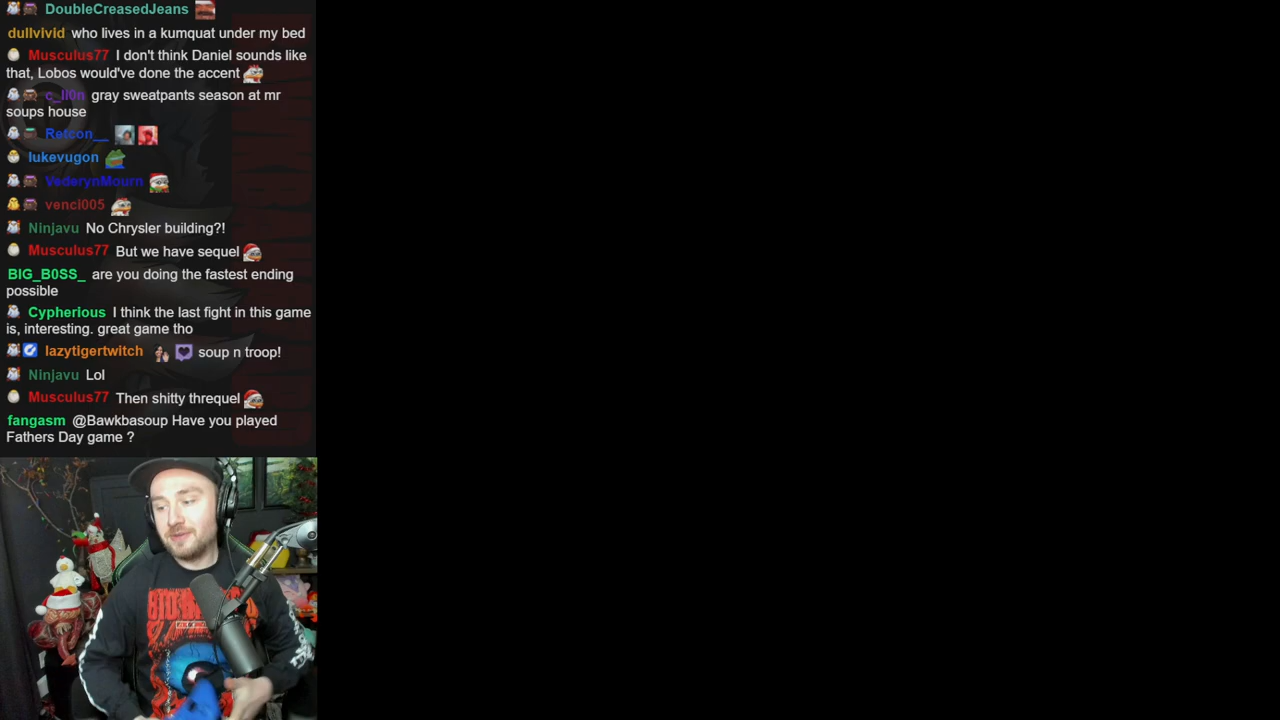 DoubleCreasedJeans
dullvivid who lives in a kumquat under my bed
Musculus77 I don't think Daniel sounds like
that, Lobos would've done the accent
c_li0n gray sweatpants season at mr
soups house
Retcon__
lukevugon
VederynMourn
venci005
Ninjavu No Chrysler building?!
Musculus77 But we have sequel
BIG_B0SS_ are you doing the fastest ending
possible
Cypherious I think the last fight in this game
is, interesting. great game tho
lazytigertwitch soup n troop!
Ninjavu Lol
Musculus77 Then shitty threquel
fangasm @Bawkbasoup Have you played
Fathers Day game ?